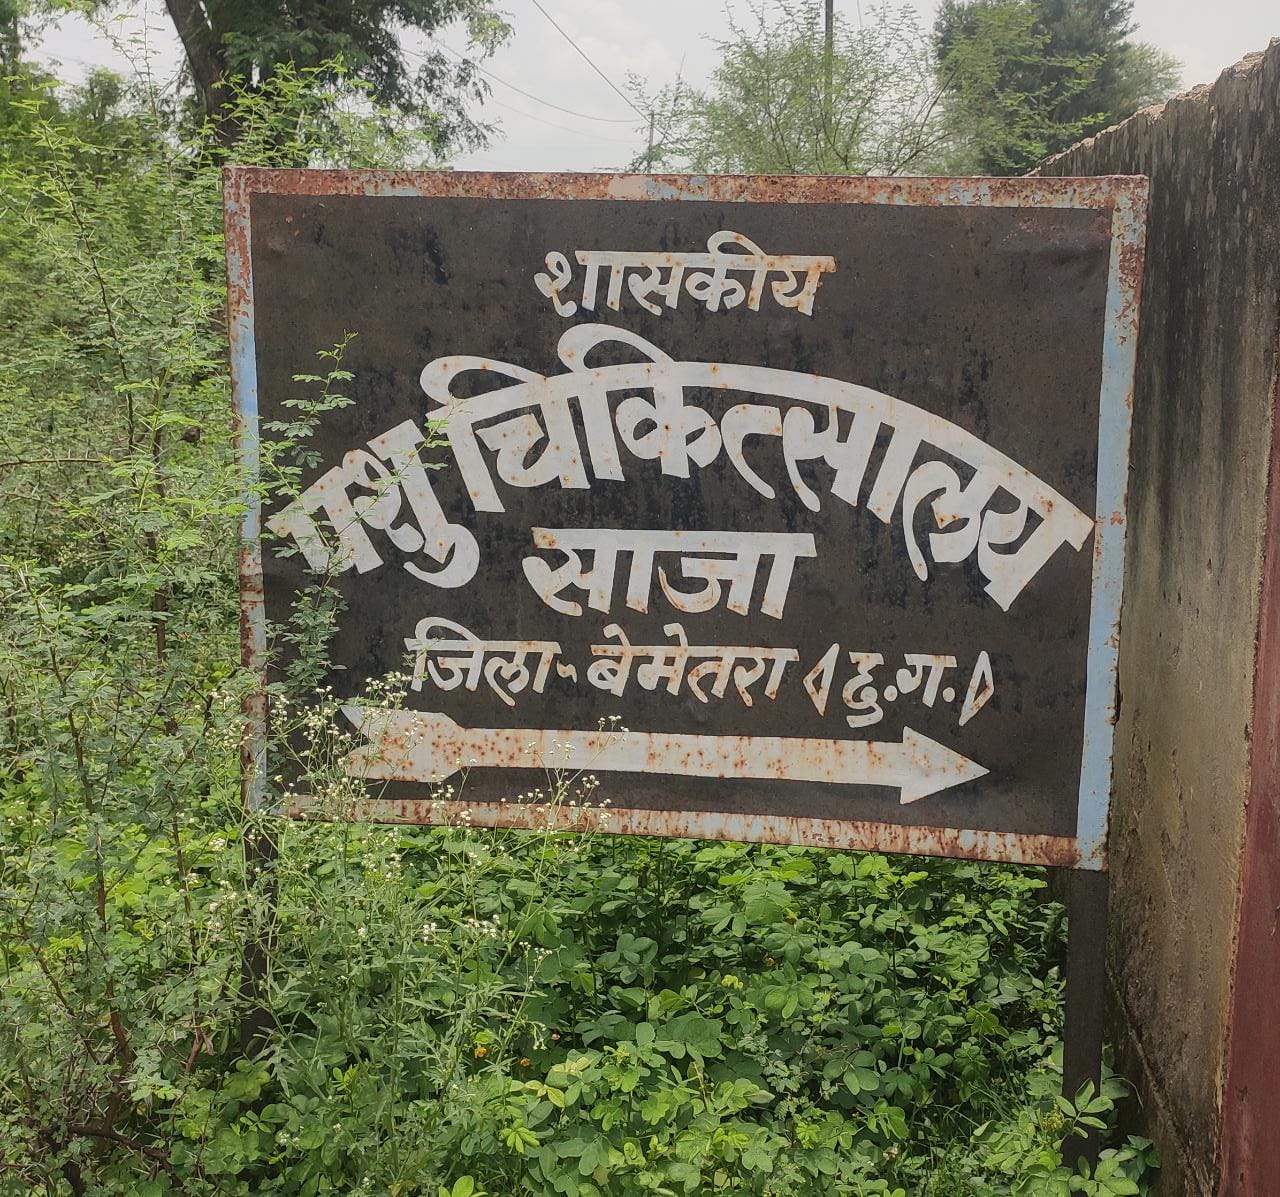 शासकीय
पशु चिकित्सालय
साजा
जिला-बेमेतरा (छ.ग.)